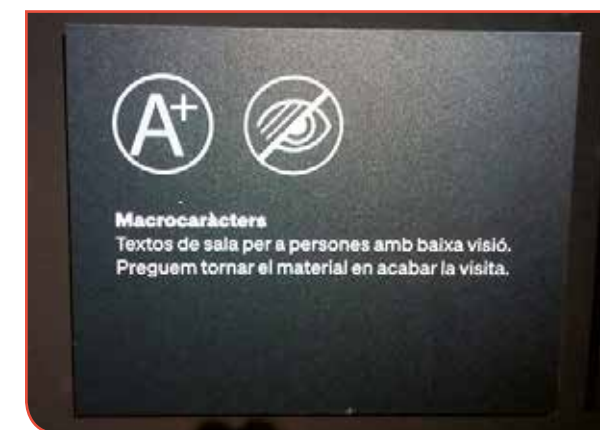 A+
Macrocaràcters
Textos de sala per a persones amb baixa visió.
Preguem tornar el material en acabar la visita.